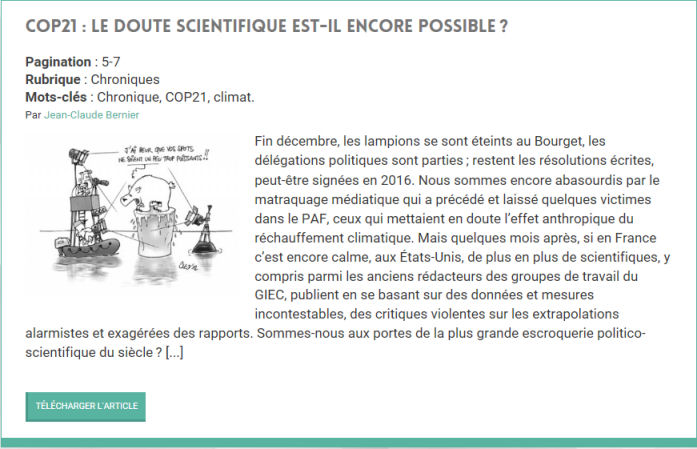 COP21 : LE DOUTE SCIENTIFIQUE EST-IL ENCORE POSSIBLE ?
Pagination : 5-7
Rubrique : Chroniques
Mots-clés : Chronique, COP21, climat.
Par Jean-Claude Bernier
J'AI PEUR QUE VOS SPOTS
NE SOIENT UN PEU TROP PUISSANTS !!
Fin décembre, les lampions se sont éteints au Bourget, les
délégations politiques sont parties ; restent les résolutions écrites,
peut-être signées en 2016. Nous sommes encore abasourdis par le
matraquage médiatique qui a précédé et laissé quelques victimes
dans le PAF, ceux qui mettaient en doute l'effet anthropique du
réchauffement climatique. Mais quelques mois après, si en France
c'est encore calme, aux États-Unis, de plus en plus de scientifiques, y
compris parmi les anciens rédacteurs des groupes de travail du
GIEC, publient en se basant sur des données et mesures
incontestables, des critiques violentes sur les extrapolations
alarmistes et exagérées des rapports. Sommes-nous aux portes de la plus grande escroquerie politico-
scientifique du siècle ? [...]
TÉLÉCHARGER L'ARTICLE